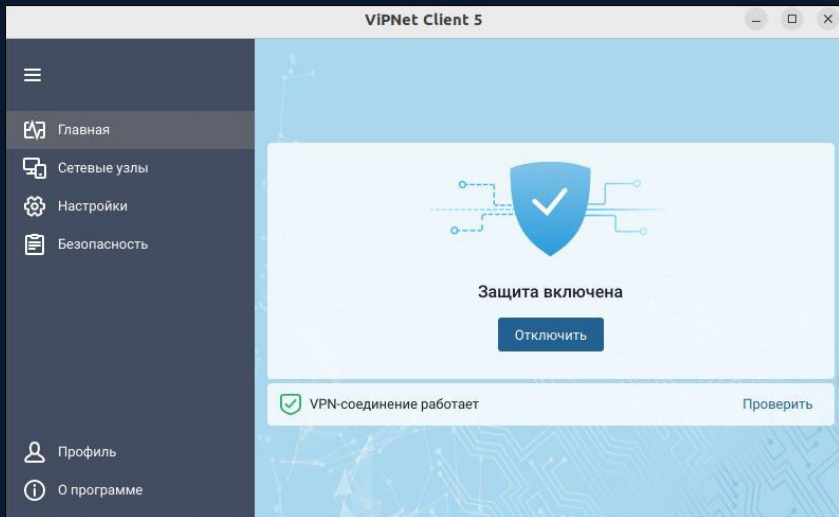 ViPNet Client 5
Главная
Сетевые узлы
Настройки
Безопасность
Защита включена
Отключить
VPN-соединение работает
Проверить
Профиль
О программе